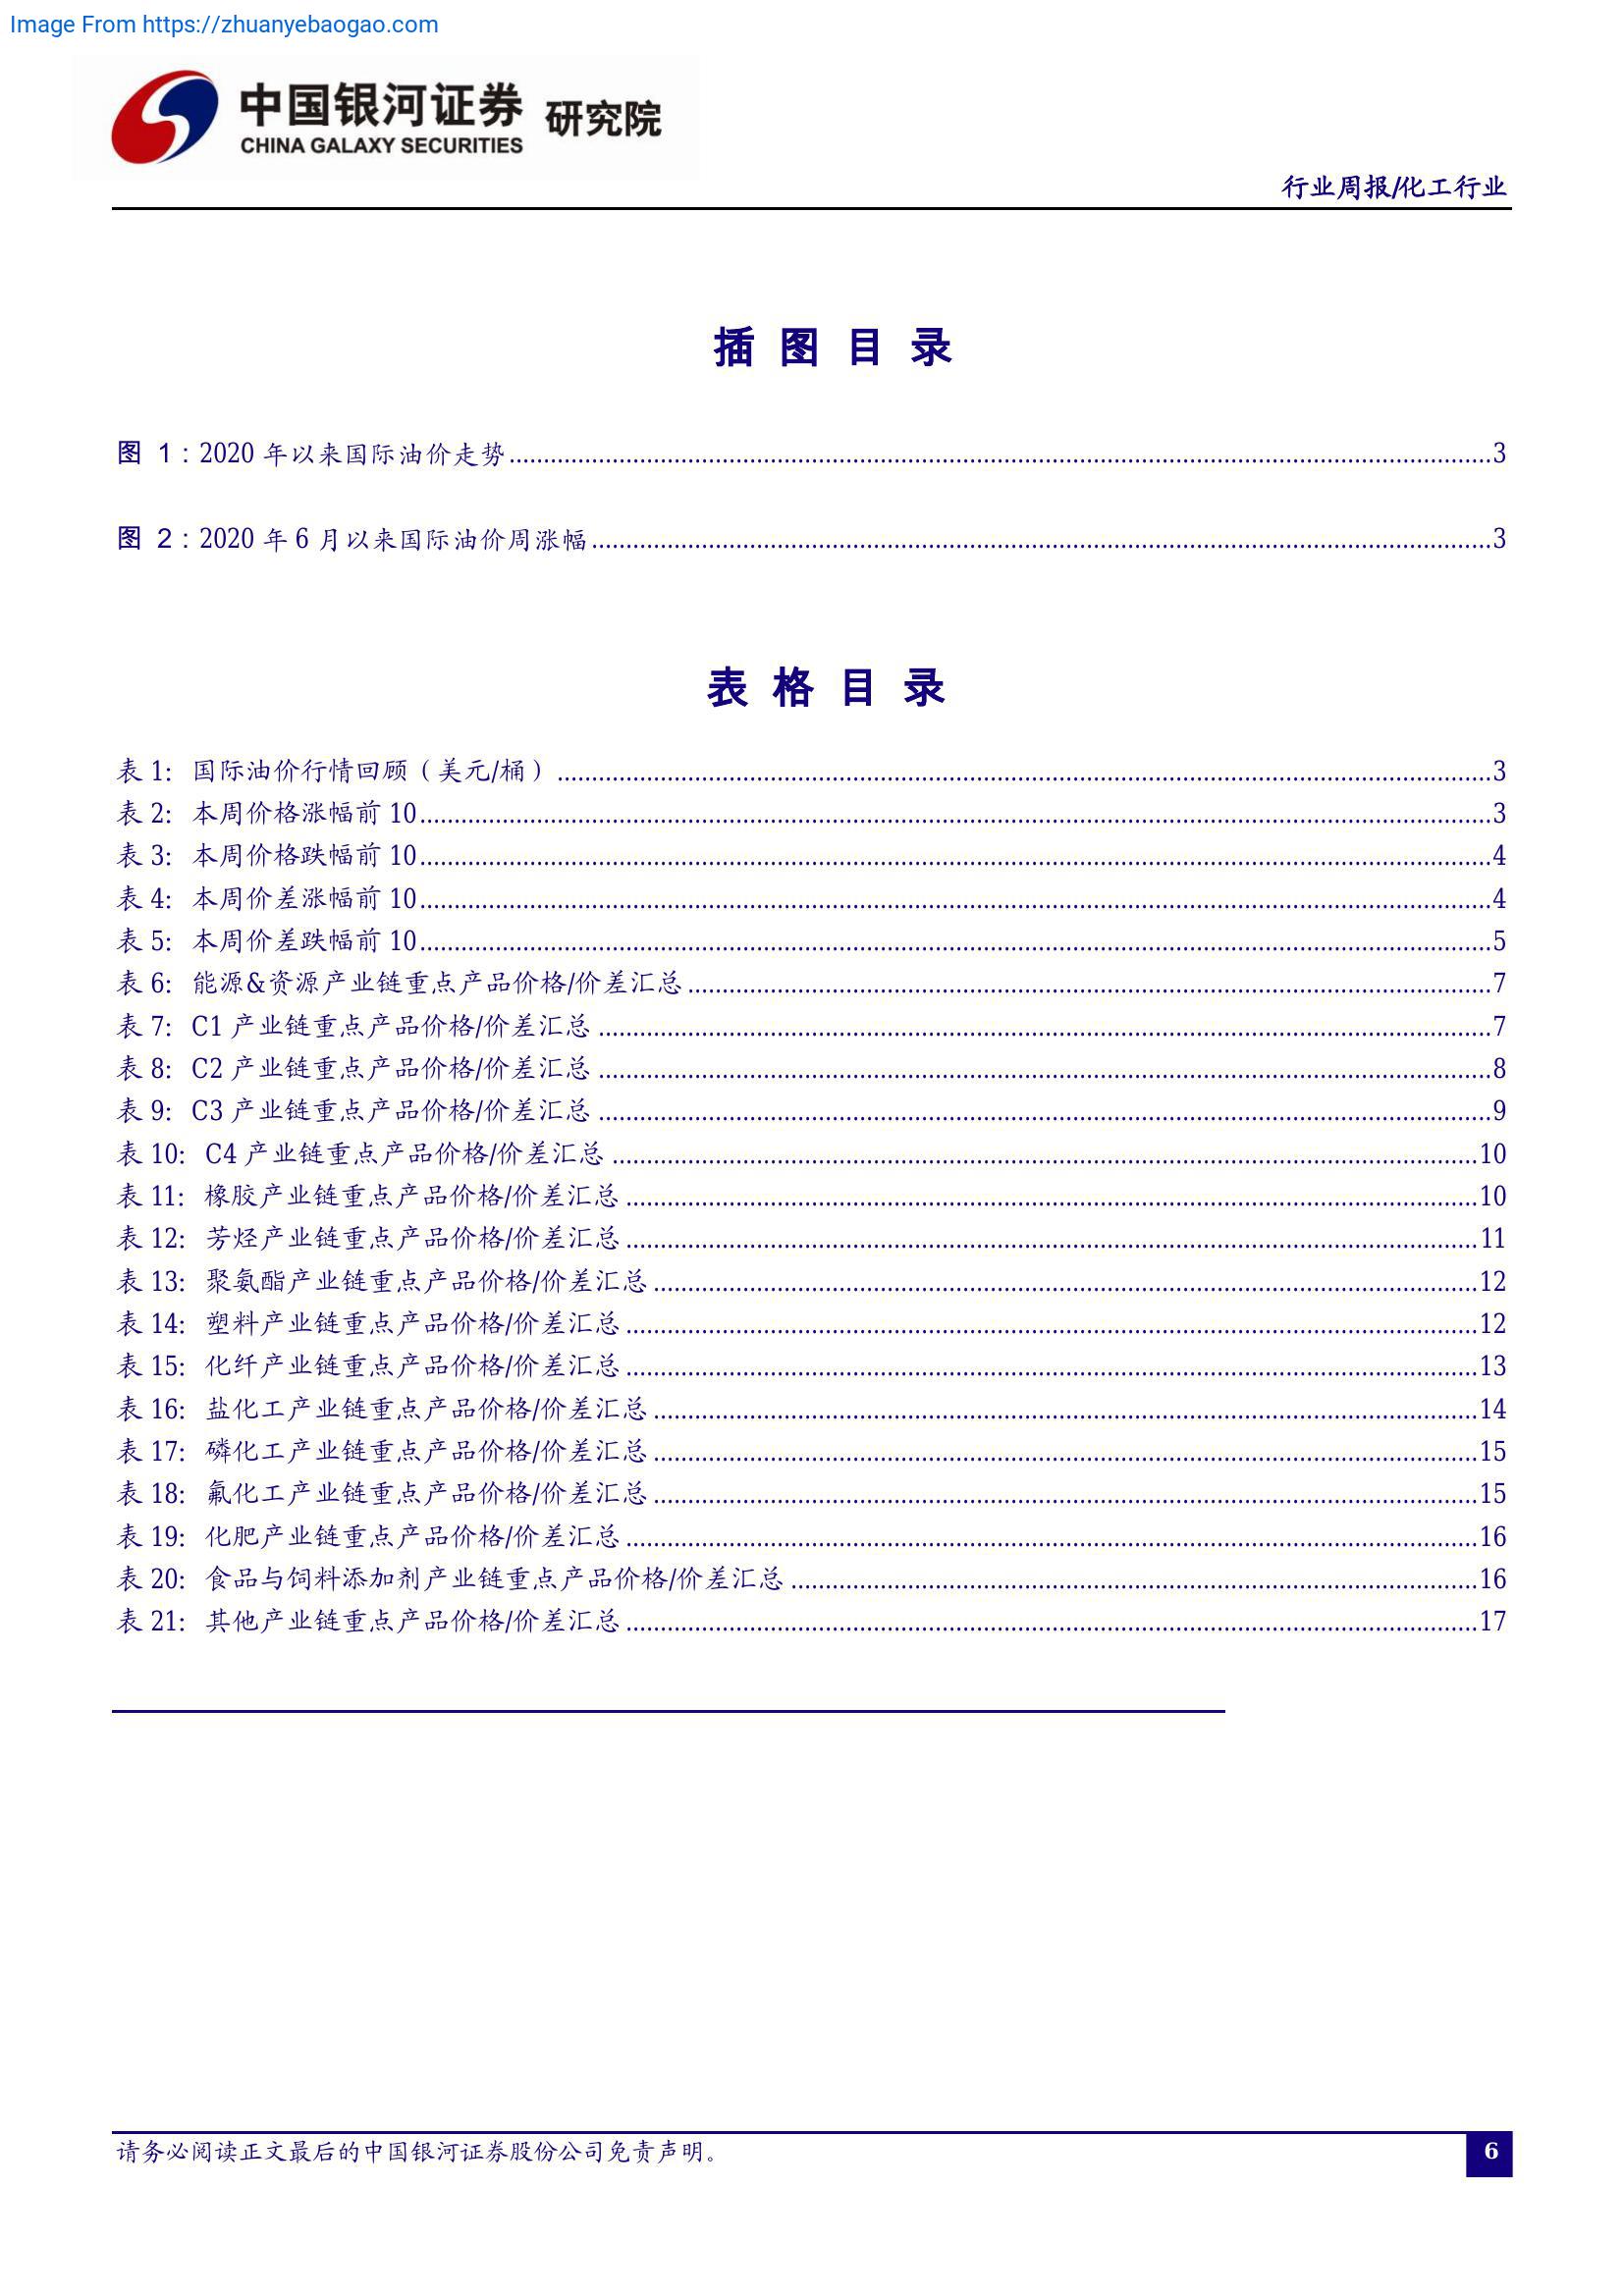 Image From https://zhuanyebaogao.com
中国银河证券 研究院
CHINA GALAXY SECURITIES
行业周报/化工行业
插 图 目 录
图 1：2020 年以来国际油价走势........3
图 2：2020 年 6 月以来国际油价周涨幅........3
表 格 目 录
表 1: 国际油价行情回顾（美元/桶）........3
表 2: 本周价格涨幅前 10........3
表 3: 本周价格跌幅前 10........4
表 4: 本周价差涨幅前 10........4
表 5: 本周价差跌幅前 10........5
表 6: 能源&资源产业链重点产品价格/价差汇总........7
表 7: C1 产业链重点产品价格/价差汇总........7
表 8: C2 产业链重点产品价格/价差汇总........8
表 9: C3 产业链重点产品价格/价差汇总........9
表 10: C4 产业链重点产品价格/价差汇总........10
表 11: 橡胶产业链重点产品价格/价差汇总........10
表 12: 芳烃产业链重点产品价格/价差汇总........11
表 13: 聚氨酯产业链重点产品价格/价差汇总........12
表 14: 塑料产业链重点产品价格/价差汇总........12
表 15: 化纤产业链重点产品价格/价差汇总........13
表 16: 盐化工产业链重点产品价格/价差汇总........14
表 17: 磷化工产业链重点产品价格/价差汇总........15
表 18: 氟化工产业链重点产品价格/价差汇总........15
表 19: 化肥产业链重点产品价格/价差汇总........16
表 20: 食品与饲料添加剂产业链重点产品价格/价差汇总........16
表 21: 其他产业链重点产品价格/价差汇总........17
请务必阅读正文最后的中国银河证券股份公司免责声明。
6